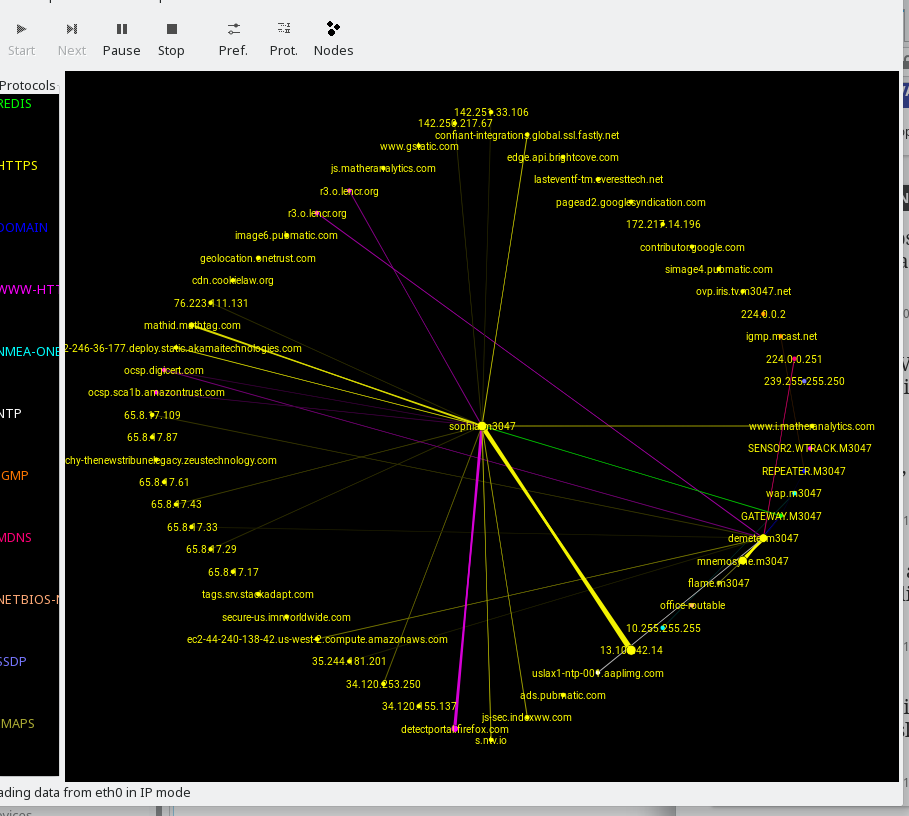 Start Next Pause Stop Pref. Prot. Nodes
Protocols
REDIS
HTTPS
DOMAIN
WWW-HTT
NMEA-ONE
NTP
IGMP
MDNS
NETBIOS-N
SSDP
IMAPS
142.251.33.106
142.250.217.67
confiant-integrations.global.ssl.fastly.net
www.gstatic.com
edge.api.brightcove.com
js.matheranalytics.com
lasteventf-tm.everesttech.net
r3.o.lencr.org
pagead2.googlesyndication.com
r3.o.lencr.org
172.217.14.196
image6.pubmatic.com
contributor.google.com
geolocation.onetrust.com
simage4.pubmatic.com
cdn.cookielaw.org
ovp.iris.tv.m3047.net
76.223.111.131
224.0.0.2
mathid.mathtag.com
igmp.mcast.net
2-246-36-177.deploy.static.akamaitechnologies.com
224.0.0.251
ocsp.digicert.com
239.255.255.250
ocsp.sca1b.amazontrust.com
65.8.17.109
sophia.m3047
www.i.matheranalytics.com
65.8.47.87
SENSOR2.WTRACK.M3047
chy-thenewstribunelegacy.zeustechnology.com
REPEATER.M3047
65.8.47.61
wap.m3047
65.8.47.43
GATEWAY.M3047
65.8.17.33
demeter.m3047
65.8.47.29
mnemosyne.m3047
65.8.47.17
flame.m3047
tags.srv.stackadapt.com
office-routable
secure-us.imrworldwide.com
10.255.255.255
ec2-44-240-138-42.us-west-2.compute.amazonaws.com
35.244.181.201
uslax1-ntp-001.aaplimg.com
34.120.253.250
ads.pubmatic.com
34.120.155.137
js-sec.indexww.com
detectportal.firefox.com
s.ntv.io
ading data from eth0 in IP mode